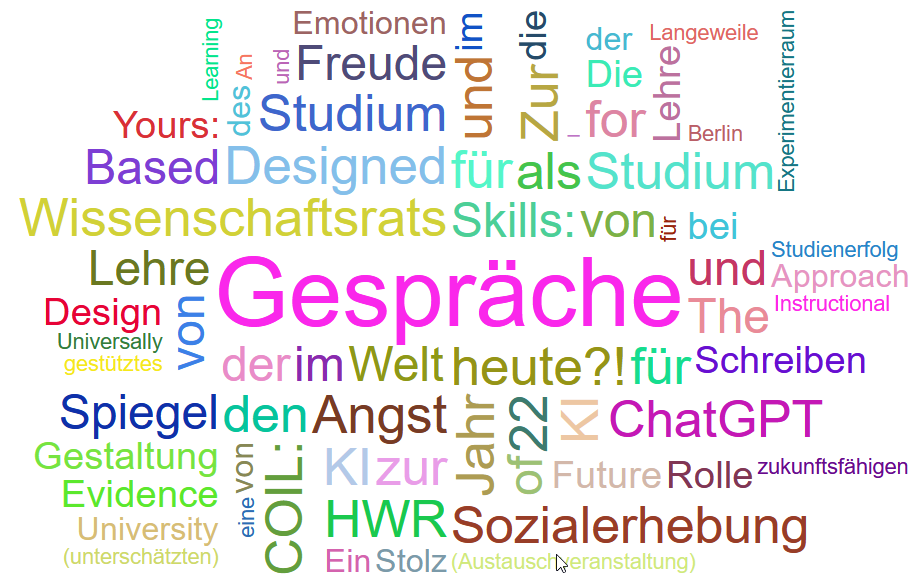 Emotionen
im
die
der
Langeweile
Experimentierraum
Learning
An
und
Freude
und
Zur
Die
Lehre
des
Studium
for
Berlin
Yours:
Based
Designed
für
als
Studium
Wissenschaftsrats
Skills:
von
für
bei
Lehre
Gespräche
und
Studienerfolg
Approach
Design
von
The
Instructional
Universally
gestütztes
der
im
Welt
heute?!
für
Schreiben
Spiegel
den
Angst
Jahr
22
KI
ChatGPT
Gestaltung
von
COIL:
KI
zur
of
Future
Rolle
zukunftsfähigen
Evidence
eine
HWR
Sozialerhebung
University
(unterschätzten)
Ein
Stolz